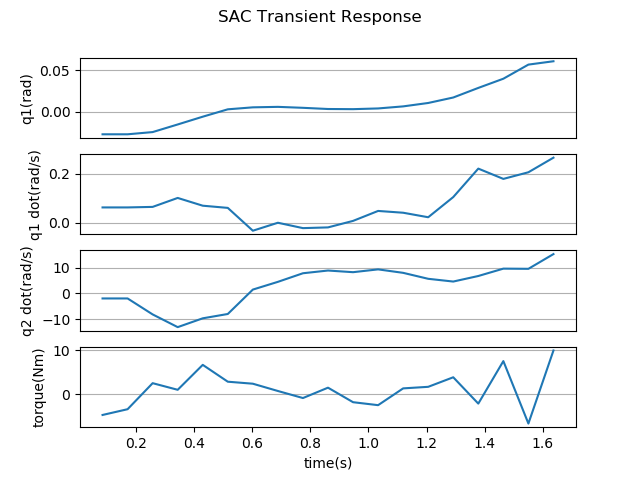 SAC Transient Response
q1(rad)
0.05
0.00
q1 dot(rad/s)
0.2
0.0
q2 dot(rad/s)
10
0
−10
torque(Nm)
10
0
0.2 0.4 0.6 0.8 1.0 1.2 1.4 1.6
time(s)